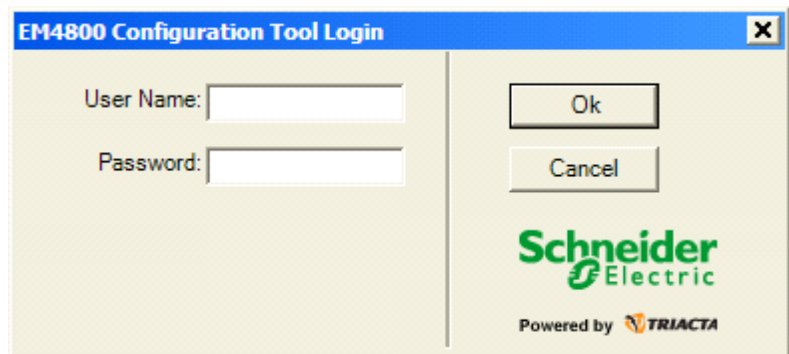 EM4800 Configuration Tool Login
User Name:
Password:
Ok
Cancel
Schneider
Electric
Powered by TRIACTA